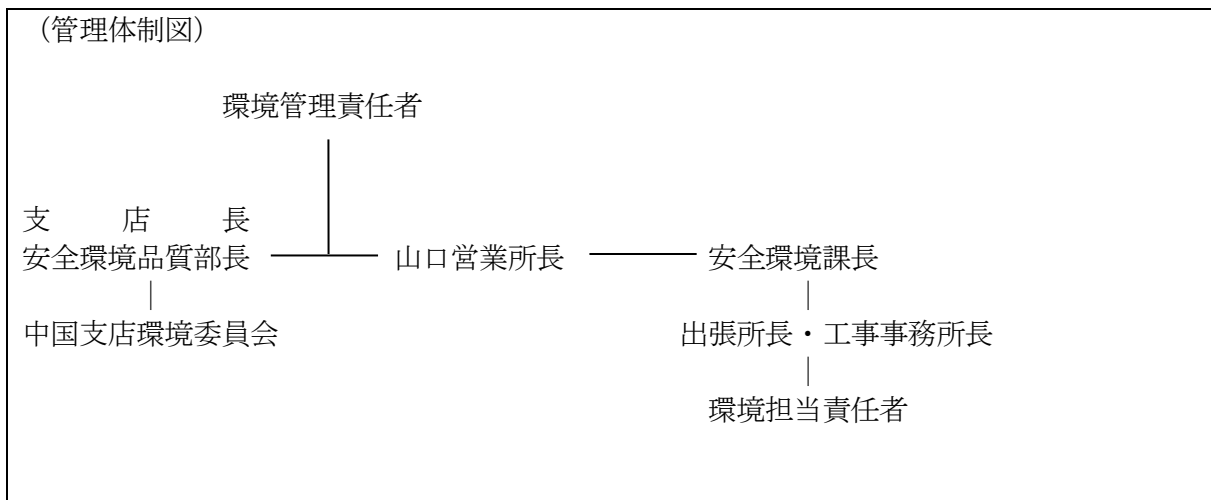 （管理体制図）
環境管理責任者
支　店　長
安全環境品質部長　山口営業所長　安全環境課長
中国支店環境委員会　出張所長・工事事務所長
環境担当責任者